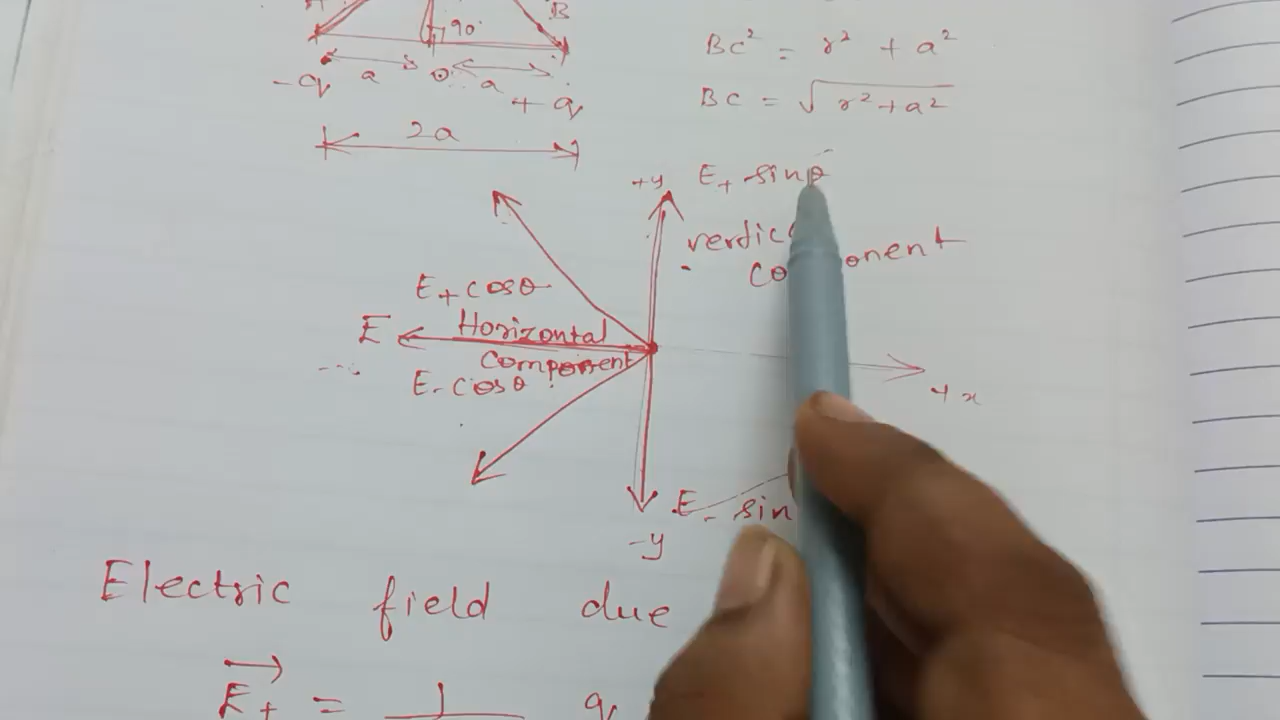 B
90°
BC² = r² + a²
-q a O a +q
BC = √r²+a²
2a
+y E+ sinθ
vertic
component
E+ cosθ
E Horizontal
component
E- cosθ
+x
E- sin
-y
Electric field due
E+ = 1 q